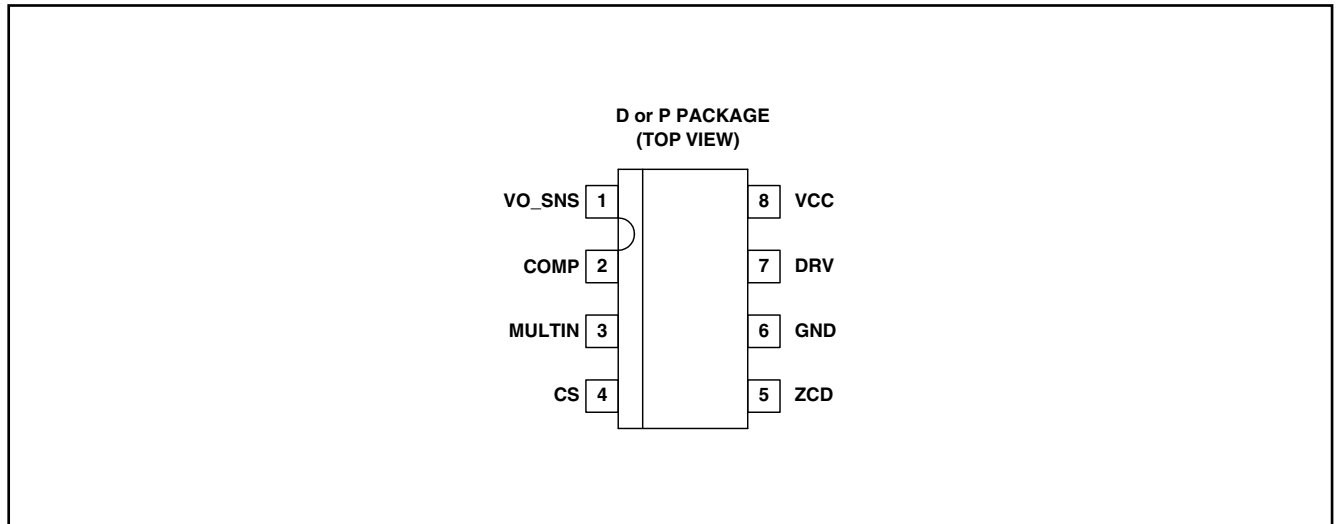 D or P PACKAGE
(TOP VIEW)
VO_SNS 1 8 VCC
COMP 2 7 DRV
MULTIN 3 6 GND
CS 4 5 ZCD